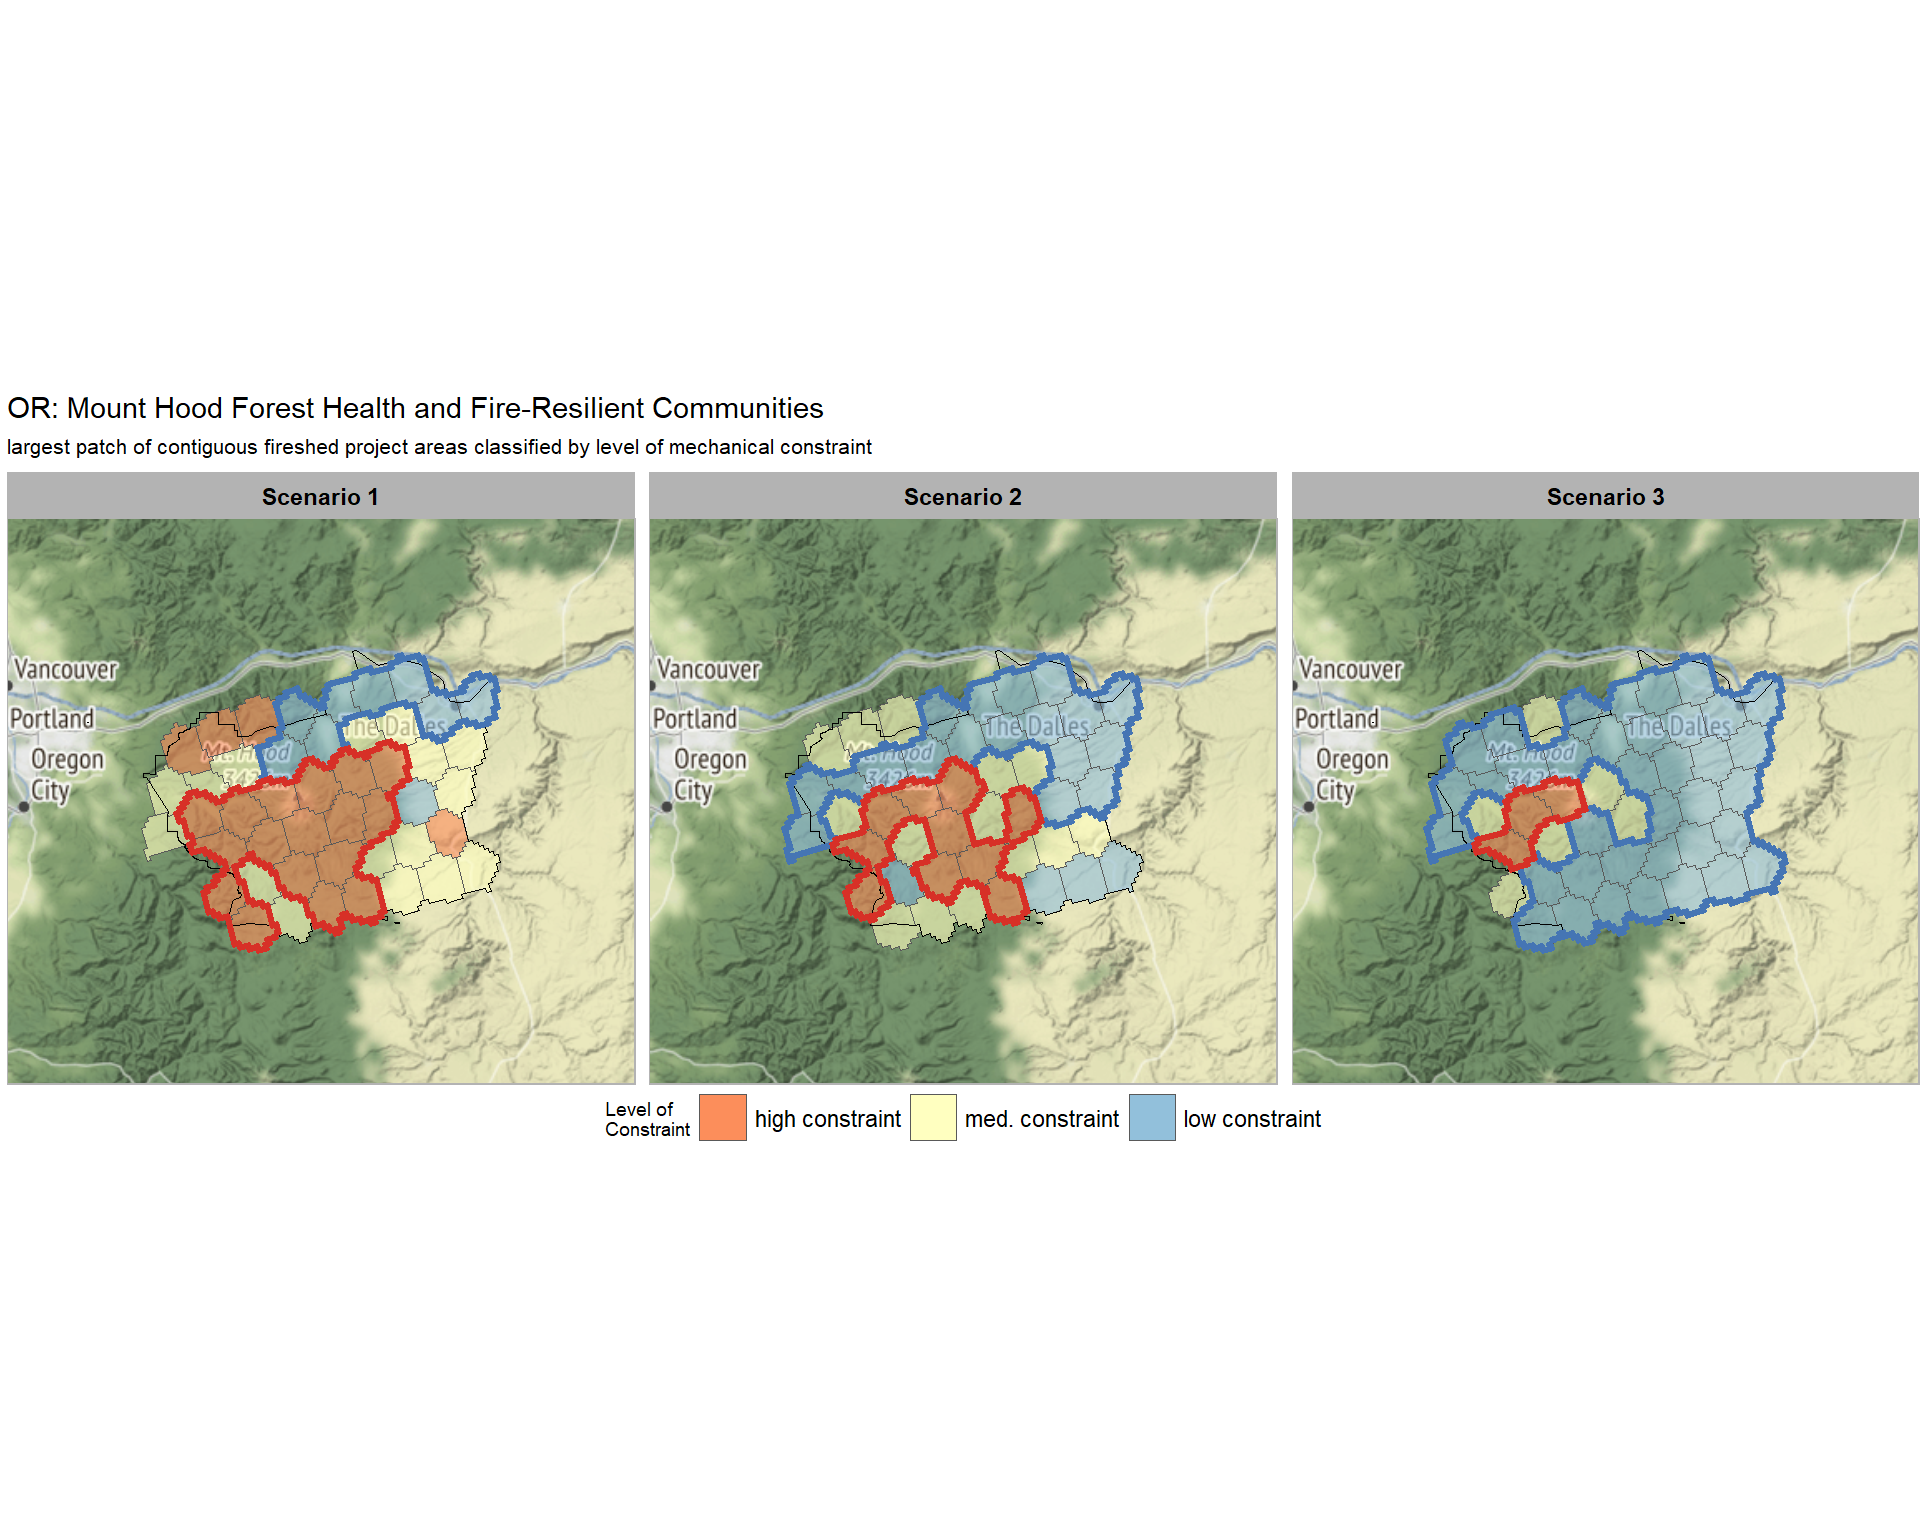 OR: Mount Hood Forest Health and Fire-Resilient Communities
largest patch of contiguous fireshed project areas classified by level of mechanical constraint
Scenario 1
Scenario 2
Scenario 3
Vancouver
Portland
Oregon
City
Mt. Hood
The Dalles
Vancouver
Portland
Oregon
City
Mt. Hood
The Dalles
Vancouver
Portland
Oregon
City
Mt. Hood
The Dalles
Level of
Constraint
high constraint
med. constraint
low constraint